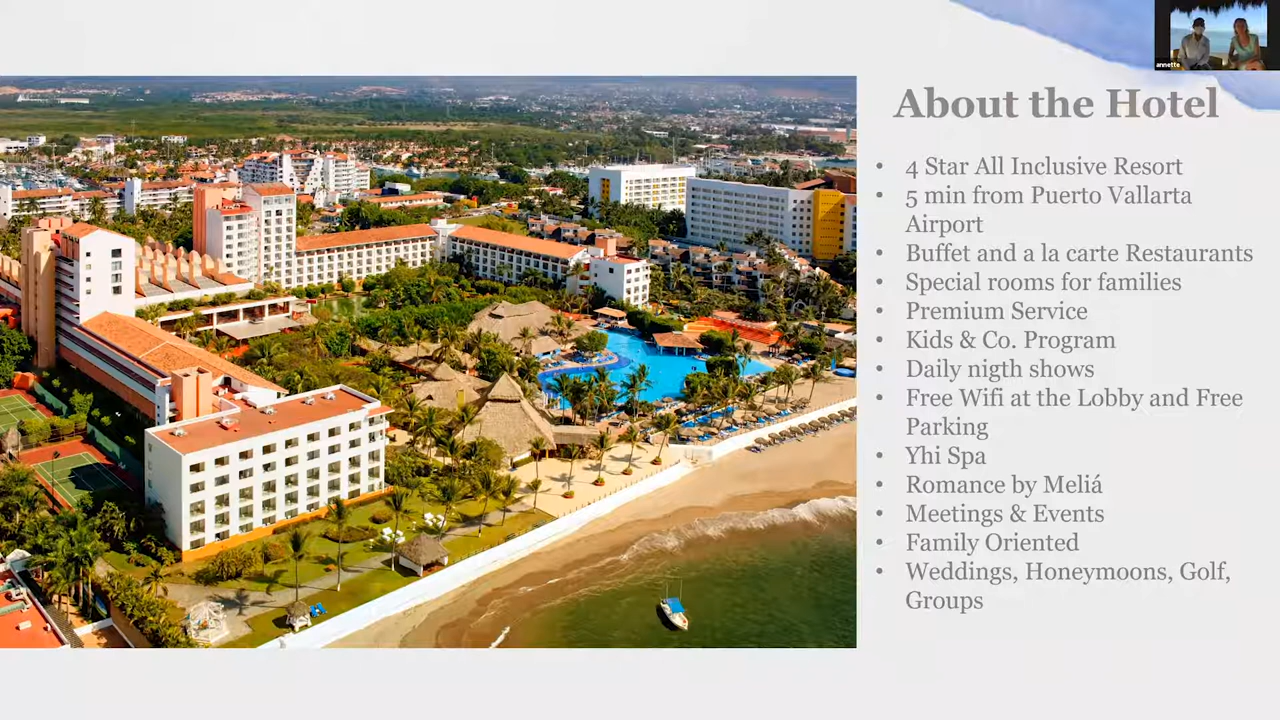 annette
About the Hotel
• 4 Star All Inclusive Resort
• 5 min from Puerto Vallarta
Airport
• Buffet and a la carte Restaurants
• Special rooms for families
• Premium Service
• Kids & Co. Program
• Daily nigth shows
• Free Wifi at the Lobby and Free
Parking
• Yhi Spa
• Romance by Meliá
• Meetings & Events
• Family Oriented
• Weddings, Honeymoons, Golf,
Groups